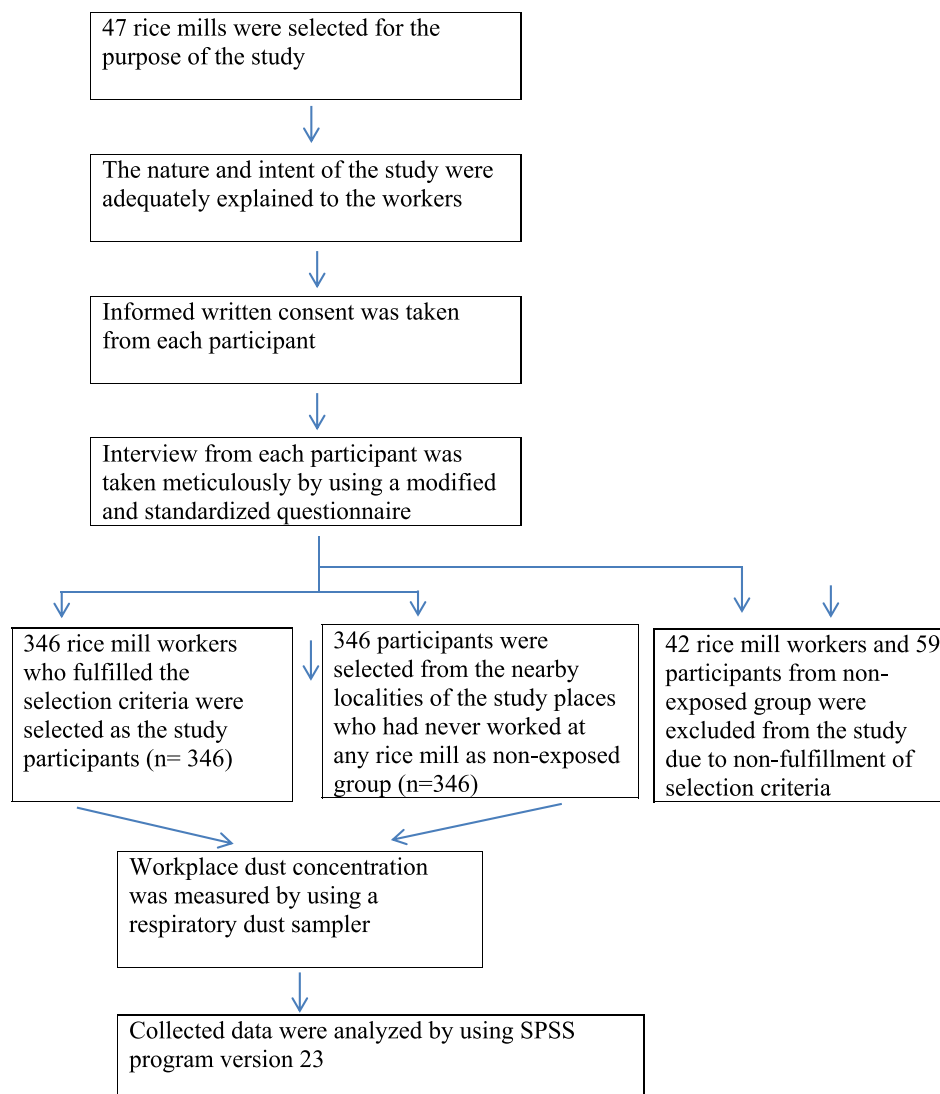 47 rice mills were selected for the
purpose of the study
The nature and intent of the study were
adequately explained to the workers
Informed written consent was taken
from each participant
Interview from each participant was
taken meticulously by using a modified
and standardized questionnaire
346 rice mill workers
who fulfilled the
selection criteria were
selected as the study
participants (n= 346)
346 participants were
selected from the nearby
localities of the study places
who had never worked at
any rice mill as non-exposed
group (n=346)
42 rice mill workers and 59
participants from non-
exposed group were
excluded from the study
due to non-fulfillment of
selection criteria
Workplace dust concentration
was measured by using a
respiratory dust sampler
Collected data were analyzed by using SPSS
program version 23